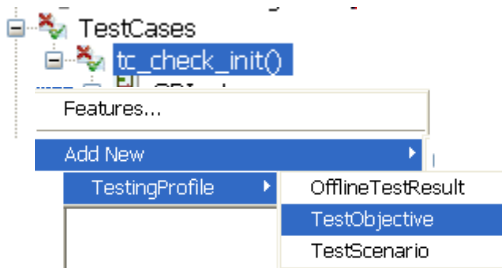 TestCases
tc_check_init()
Features...
Add New
TestingProfile
OfflineTestResult
TestObjective
TestScenario